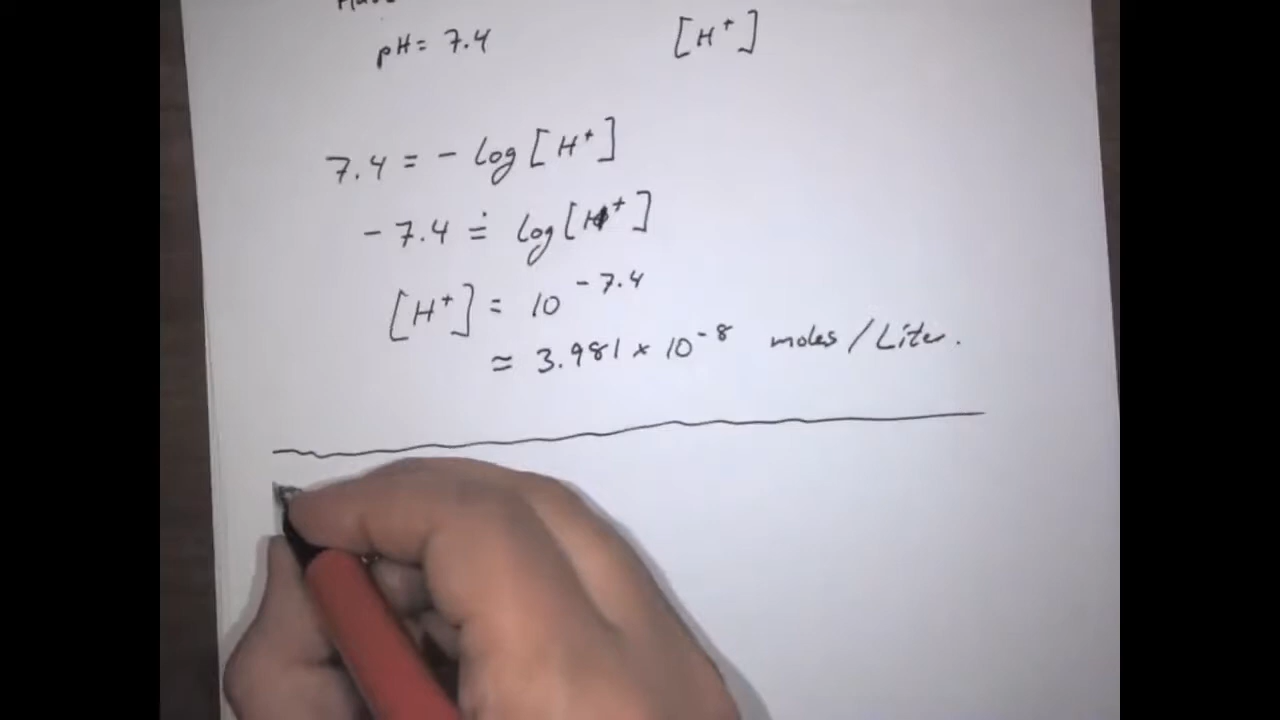 pH = 7.4 [H⁺]
7.4 = - log [H⁺]
- 7.4 = log [H⁺]
[H⁺] = 10⁻⁷·⁴
≃ 3.981 × 10⁻⁸ moles / Liter.